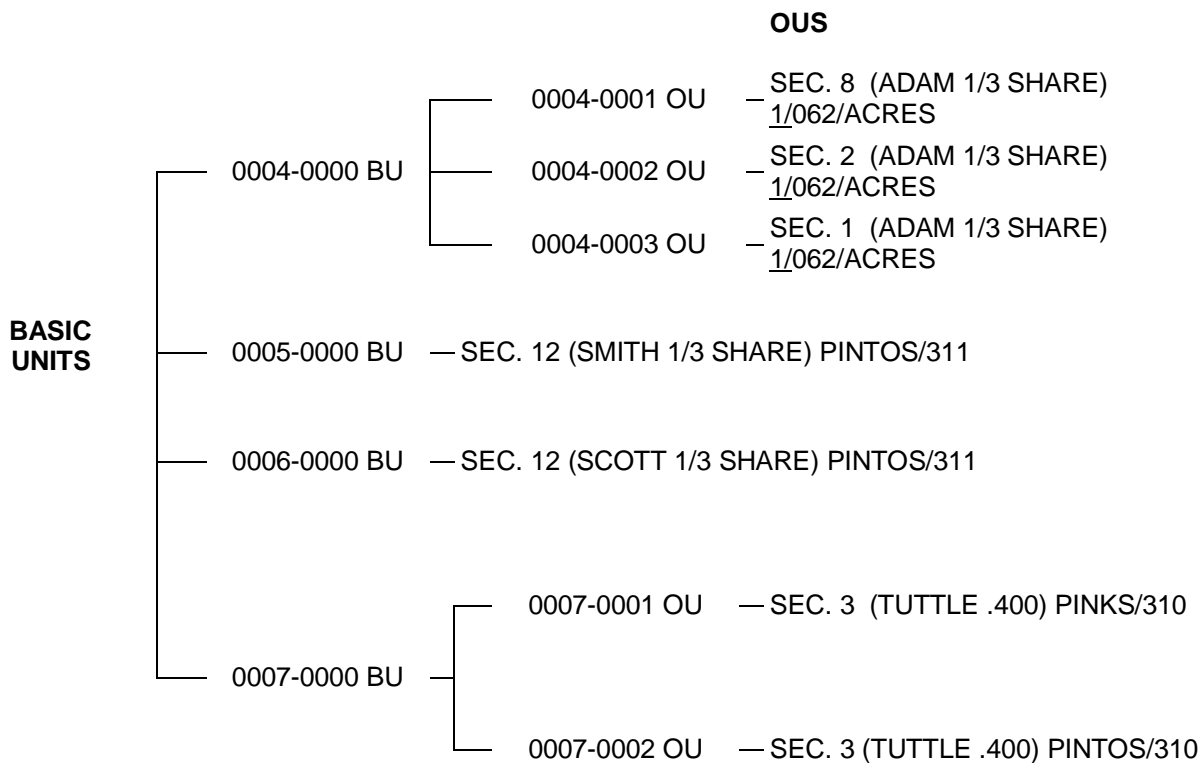 OUS
0004-0001 OU
SEC. 8 (ADAM 1/3 SHARE)
1/062/ACRES
0004-0000 BU
0004-0002 OU
SEC. 2 (ADAM 1/3 SHARE)
1/062/ACRES
0004-0003 OU
SEC. 1 (ADAM 1/3 SHARE)
1/062/ACRES
BASIC
UNITS
0005-0000 BU
SEC. 12 (SMITH 1/3 SHARE) PINTOS/311
0006-0000 BU
SEC. 12 (SCOTT 1/3 SHARE) PINTOS/311
0007-0001 OU
SEC. 3 (TUTTLE .400) PINKS/310
0007-0000 BU
0007-0002 OU
SEC. 3 (TUTTLE .400) PINTOS/310